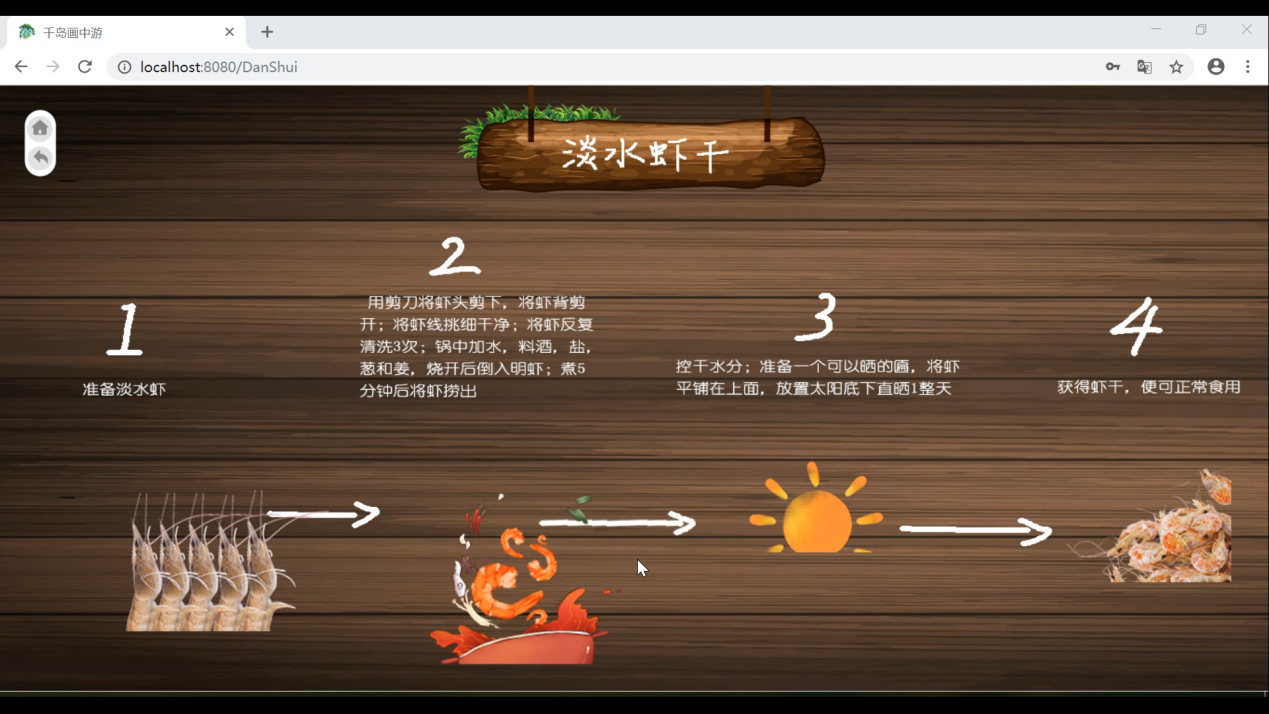 千岛画中游
localhost:8080/DanShui
淡水虾干
1
准备淡水虾
2
用剪刀将虾头剪下，将虾背剪
开；将虾线挑细干净；将虾反复
清洗3次；锅中加水，料酒，盐，
葱和姜，烧开后倒入明虾；煮5
分钟后将虾捞出
3
控干水分；准备一个可以晒的匾，将虾
平铺在上面，放置太阳底下直晒1整天
4
获得虾干，便可正常食用